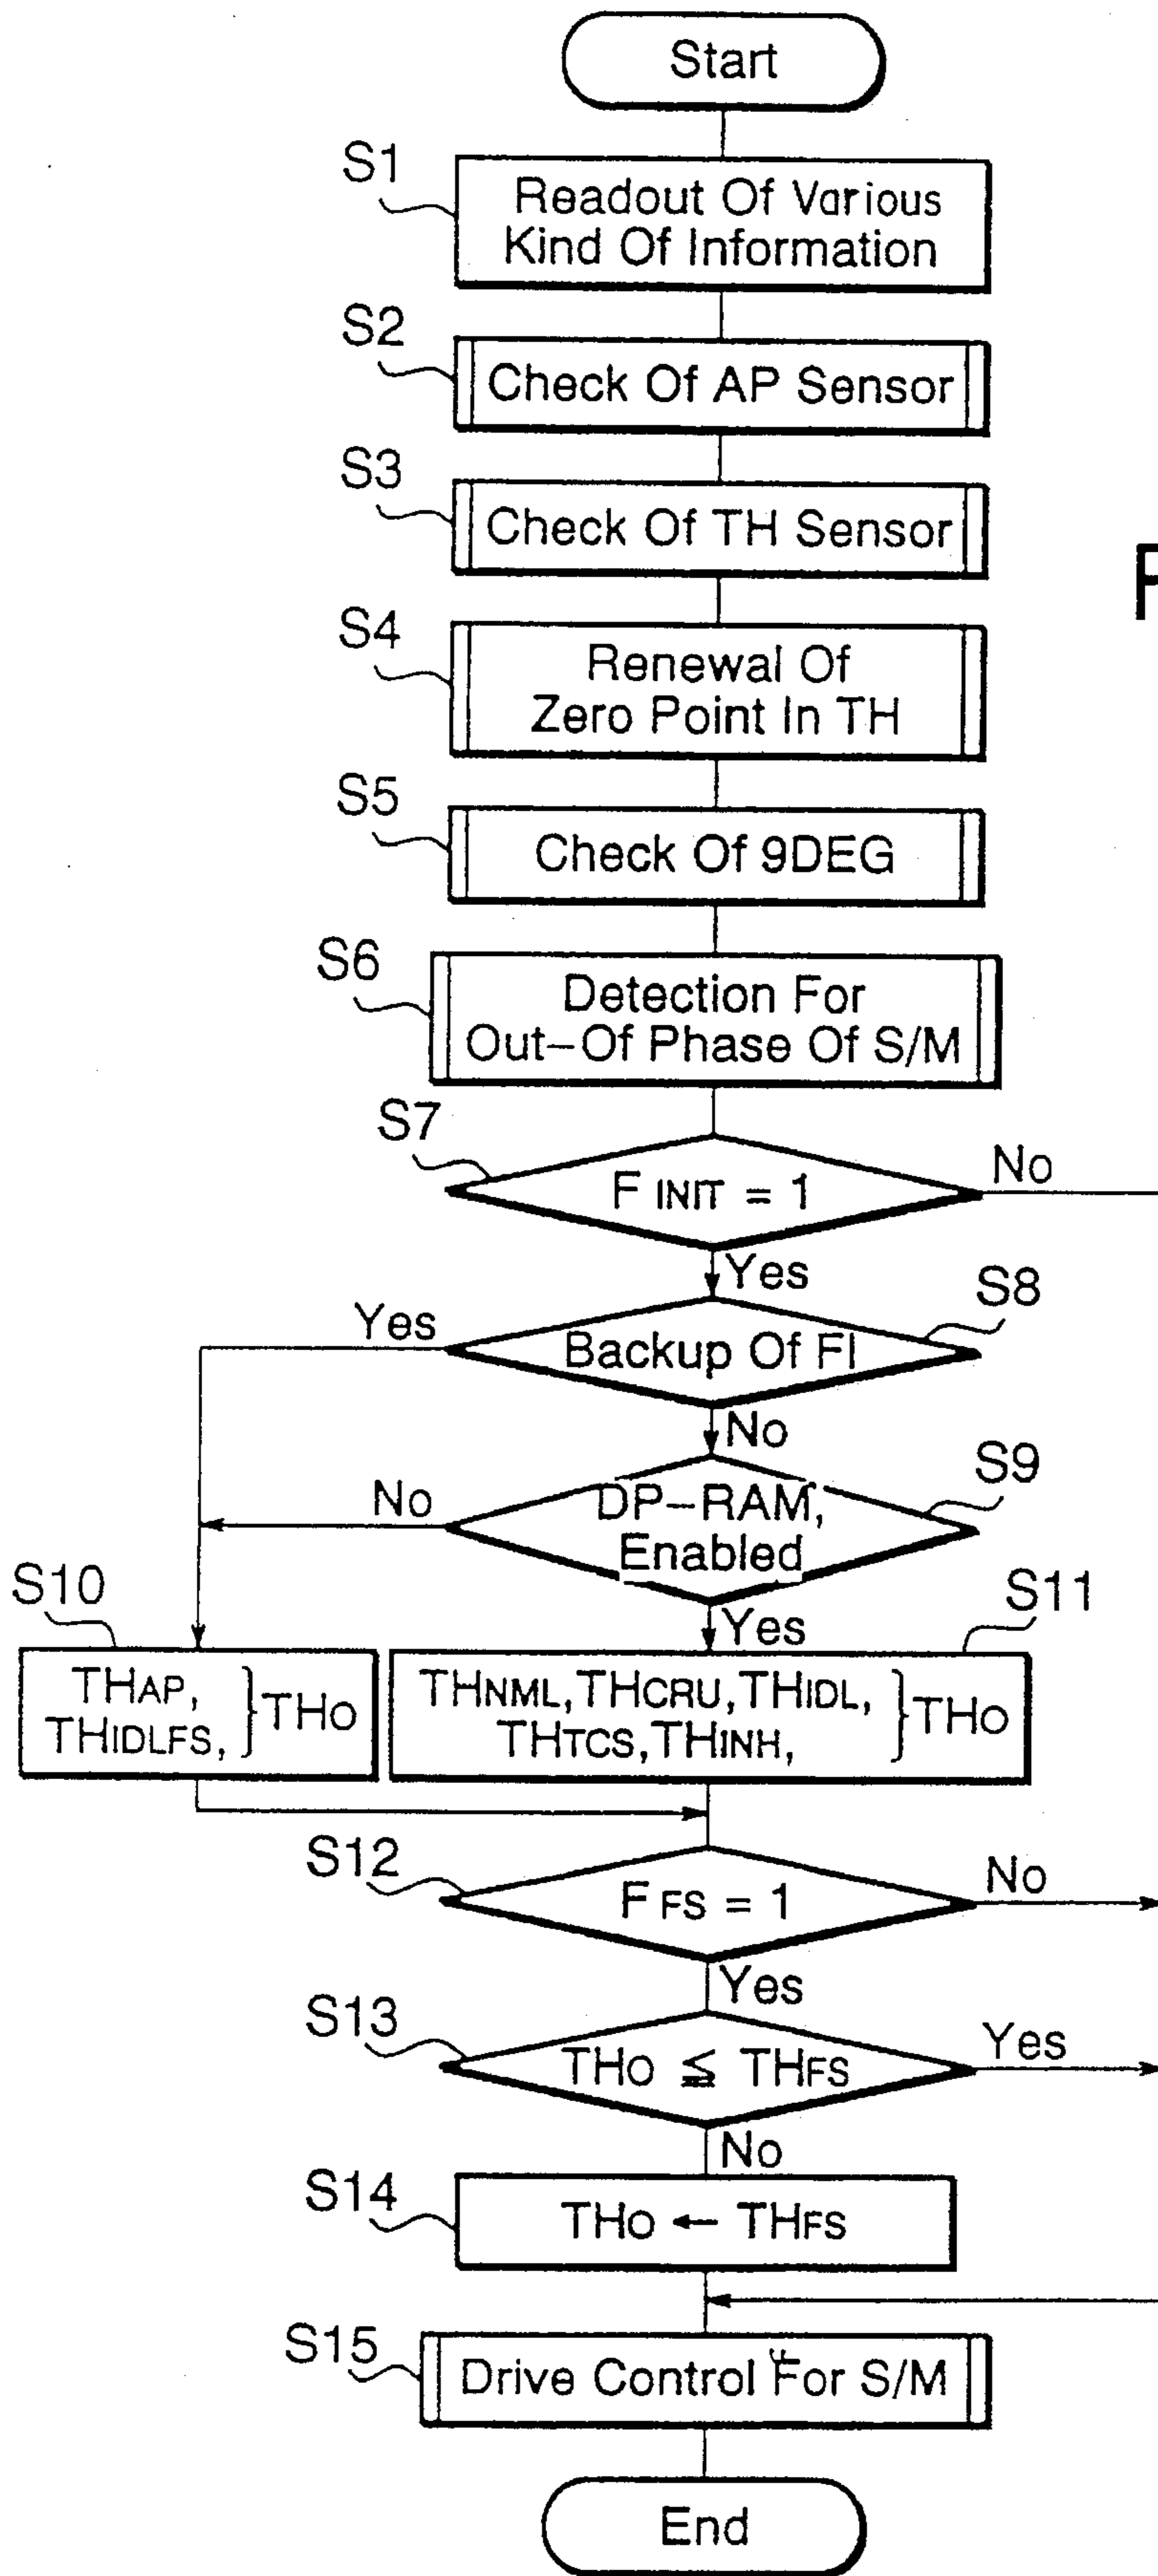 Start
S1
Readout Of Various
Kind Of Information
S2
Check Of AP Sensor
S3
Check Of TH Sensor
S4
Renewal Of
Zero Point In TH
S5
Check Of 9DEG
S6
Detection For
Out-Of Phase Of S/M
S7
F INIT = 1
No
Yes
S8
Yes
Backup Of FI
No
S9
No
DP-RAM,
Enabled
S10
S11
Yes
THAP,
THIDLFS, } THO
THNML, THCRU, THIDL,
THTCS, THINH, } THO
S12
F FS = 1
No
Yes
S13
THO ≦ THFS
Yes
No
S14
THO ← THFS
S15
Drive Control For S/M
End